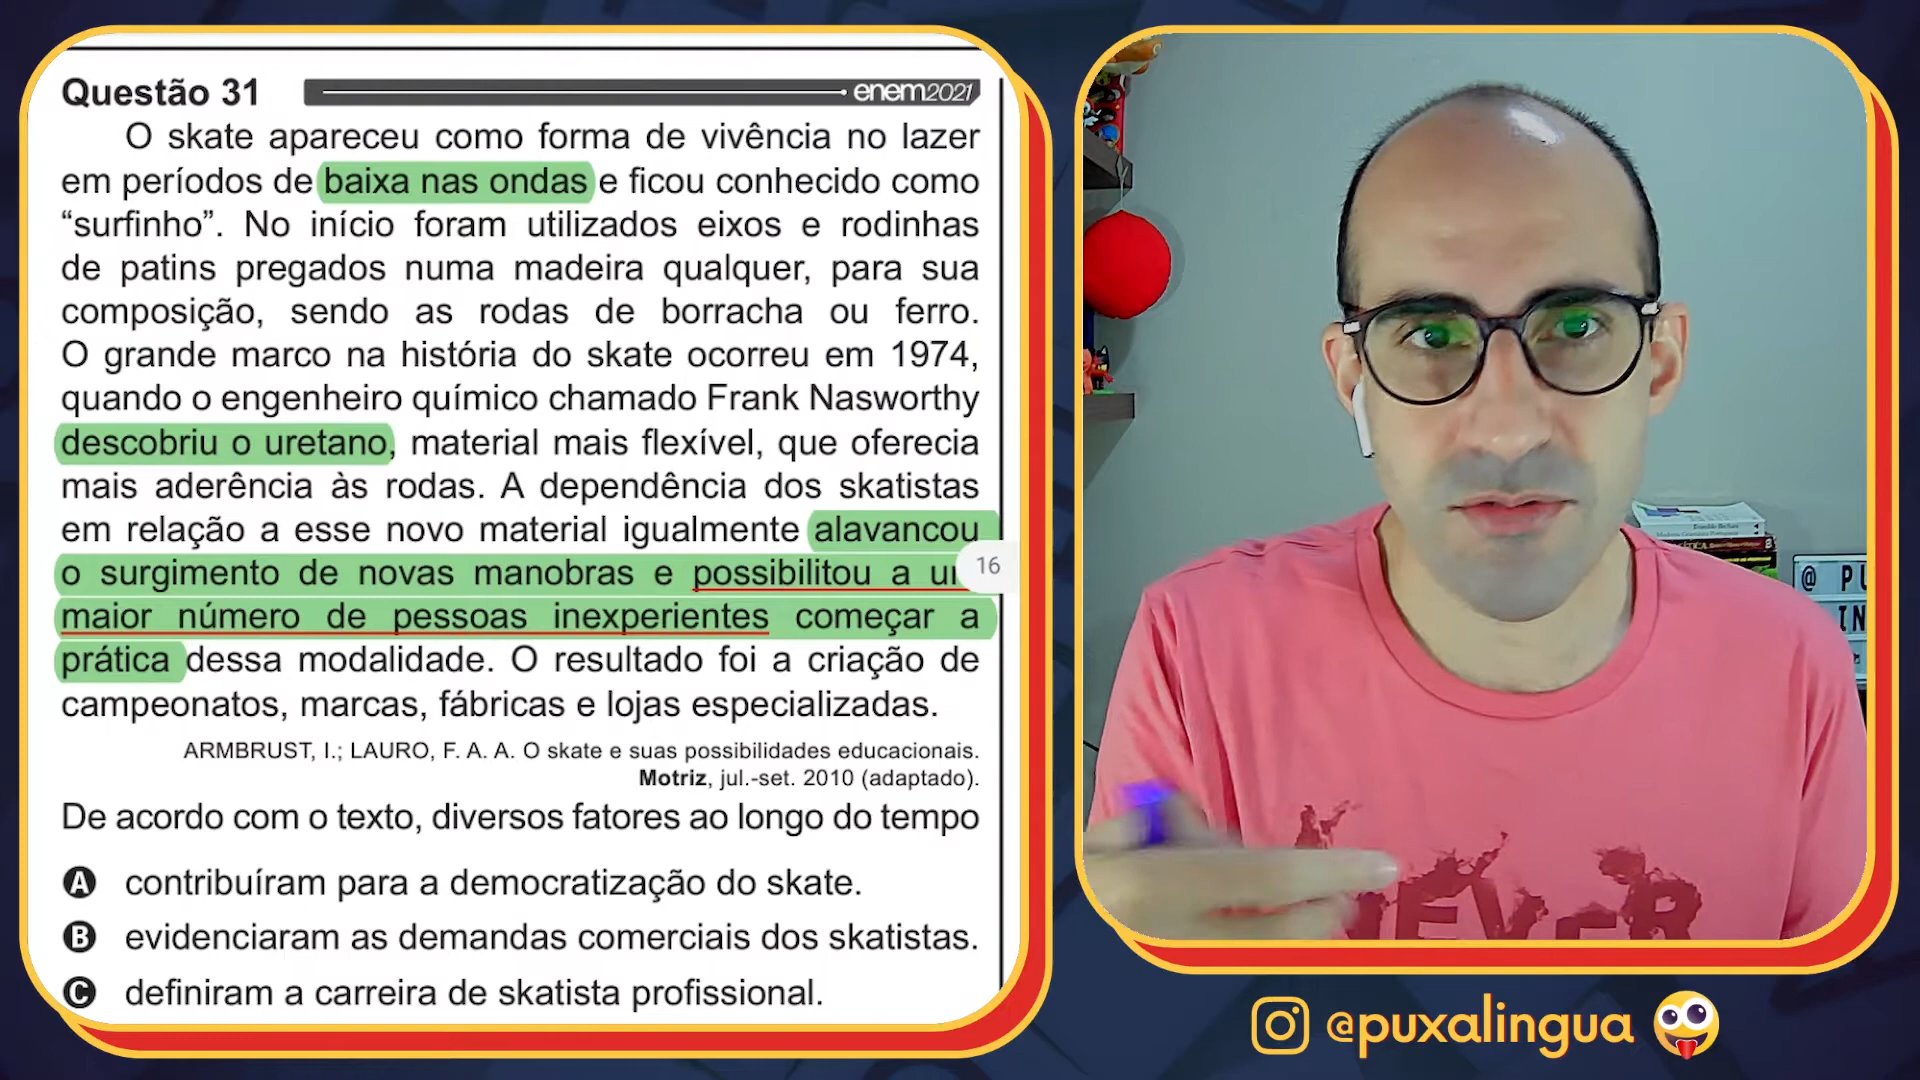 Questão 31
enem2021
O skate apareceu como forma de vivência no lazer
em períodos de baixa nas ondas e ficou conhecido como
“surfinho”. No início foram utilizados eixos e rodinhas
de patins pregados numa madeira qualquer, para sua
composição, sendo as rodas de borracha ou ferro.
O grande marco na história do skate ocorreu em 1974,
quando o engenheiro químico chamado Frank Nasworthy
descobriu o uretano, material mais flexível, que oferecia
mais aderência às rodas. A dependência dos skatistas
em relação a esse novo material igualmente alavancou
o surgimento de novas manobras e possibilitou a
16
maior número de pessoas inexperientes começar a
prática dessa modalidade. O resultado foi a criação de
campeonatos, marcas, fábricas e lojas especializadas.
ARMBRUST, I.; LAURO, F. A. A. O skate e suas possibilidades educacionais.
Motriz, jul.-set. 2010 (adaptado).
De acordo com o texto, diversos fatores ao longo do tempo
A contribuíram para a democratização do skate.
B evidenciaram as demandas comerciais dos skatistas.
C definiram a carreira de skatista profissional.
@ PU
IN
NEVER
@puxalingua